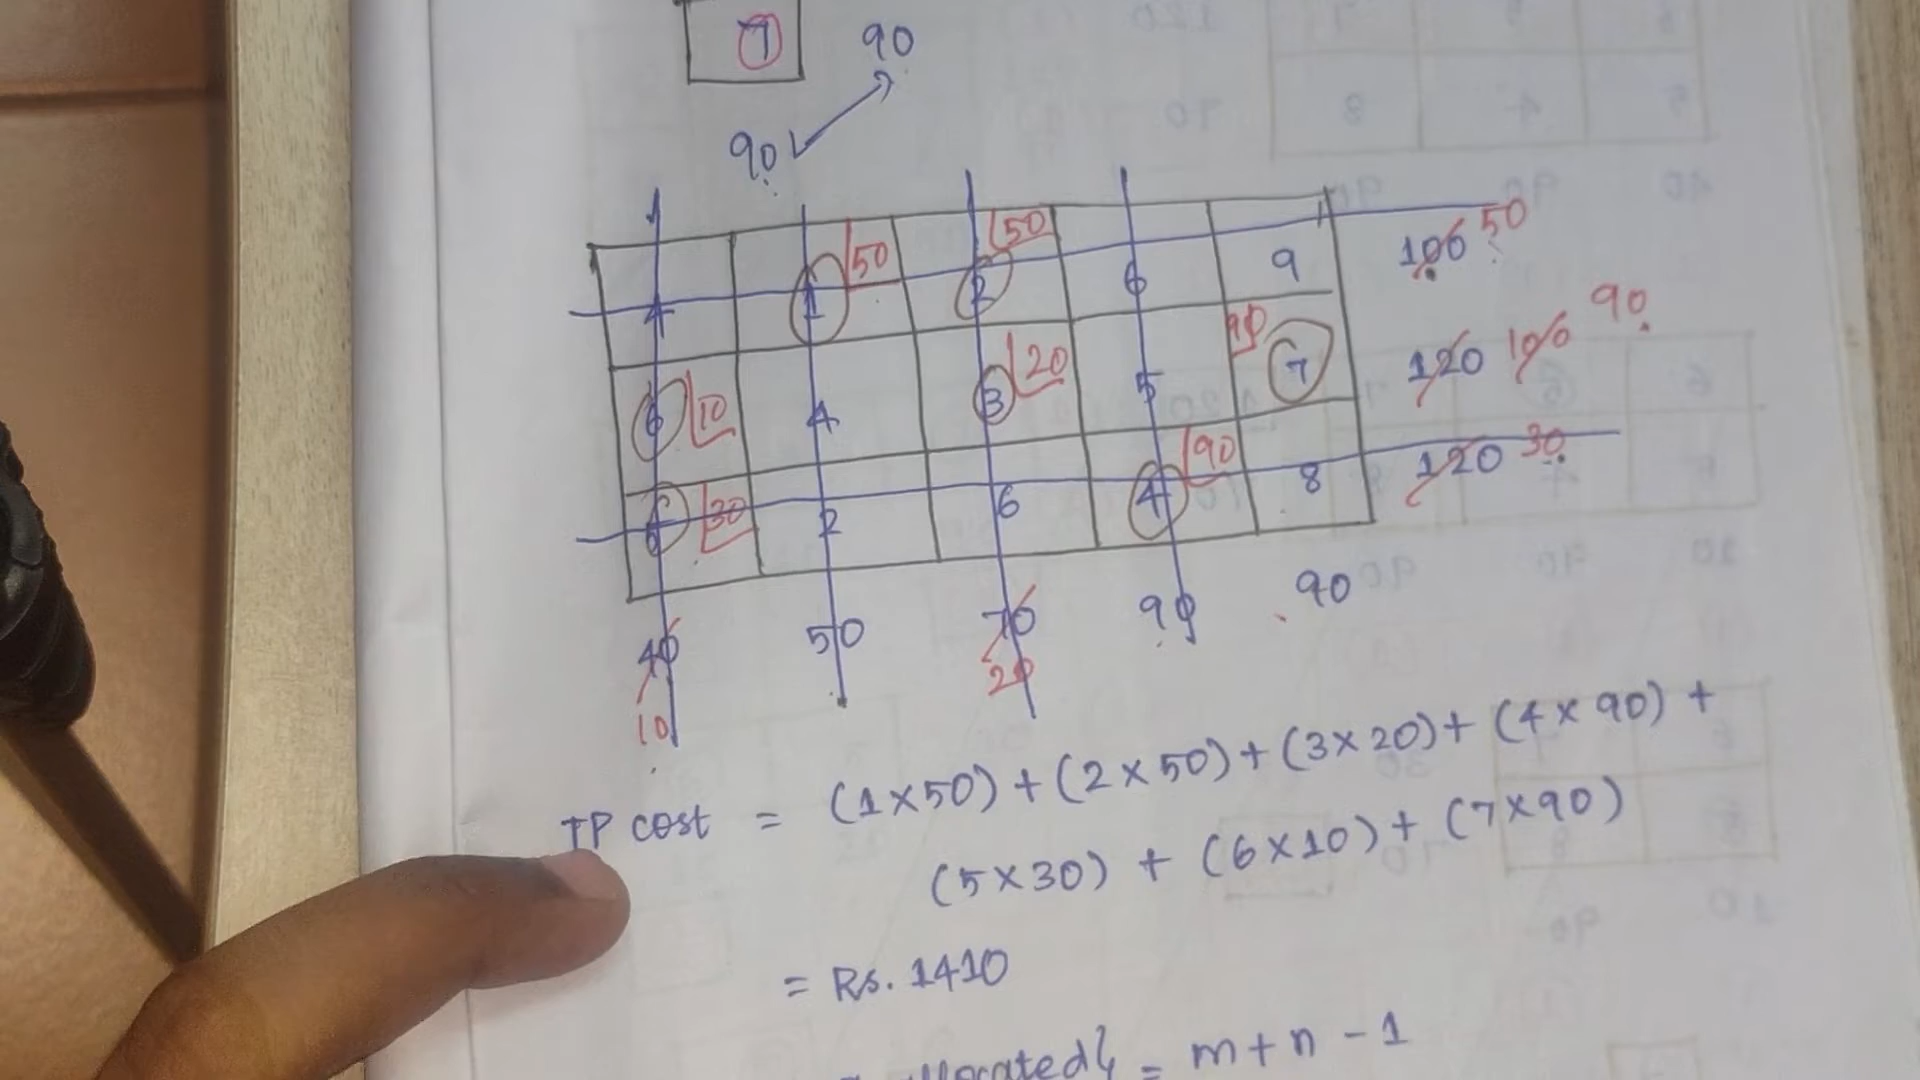 7 90
90
4 1 50 2 50 6 9 100 50
6 10 4 3 20 5 90 7 120 100 90
5 30 2 6 4 90 8 120 30
40 50 70 90 90
10 20
TP cost = (1×50) + (2×50) + (3×20) + (4×90) +
(5×30) + (6×10) + (7×90)
= Rs. 1410
= m+n-1